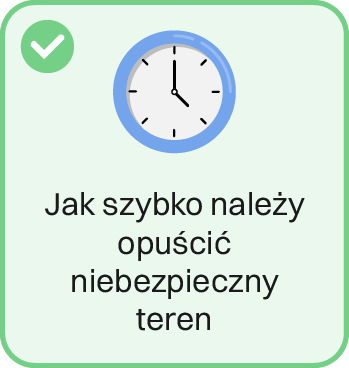 Jak szybko należy
opuścić
niebezpieczny
teren